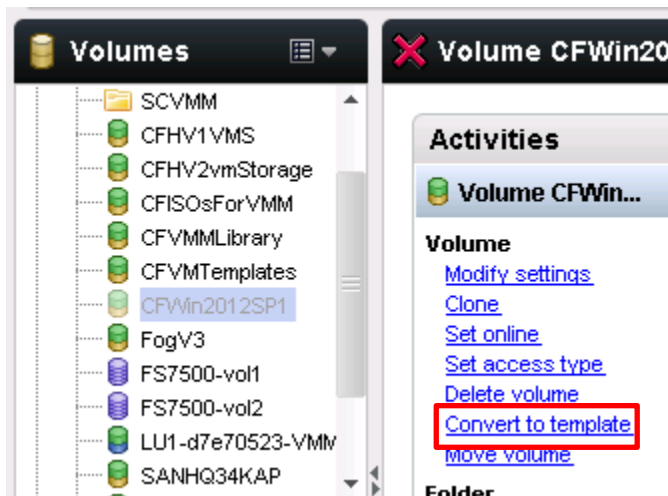 Volumes
SCVMM
CFHV1VMS
CFHV2vmStorage
CFISOsForVMM
CFVMMLibrary
CFVMTemplates
CFWin2012SP1
FogV3
FS7500-vol1
FS7500-vol2
LU1-d7e70523-VMM
SANHQ34KAP
Volume CFWin20
Activities
Volume CFWin...
Volume
Modify settings
Clone
Set online
Set access type
Delete volume
Convert to template
Move volume
Folder